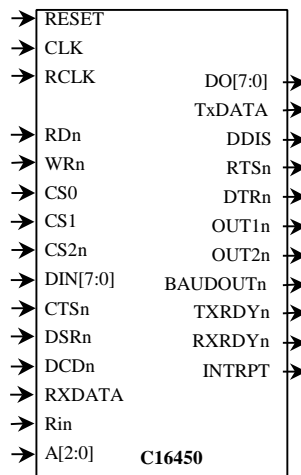 RESET
CLK
RCLK
RDn
WRn
CS0
CS1
CS2n
DIN[7:0]
CTSn
DSRn
DCDn
RXDATA
Rin
A[2:0]
DO[7:0]
TxDATA
DDIS
RTSn
DTRn
OUT1n
OUT2n
BAUDOUTn
TXRDYn
RXRDYn
INTRPT
C16450